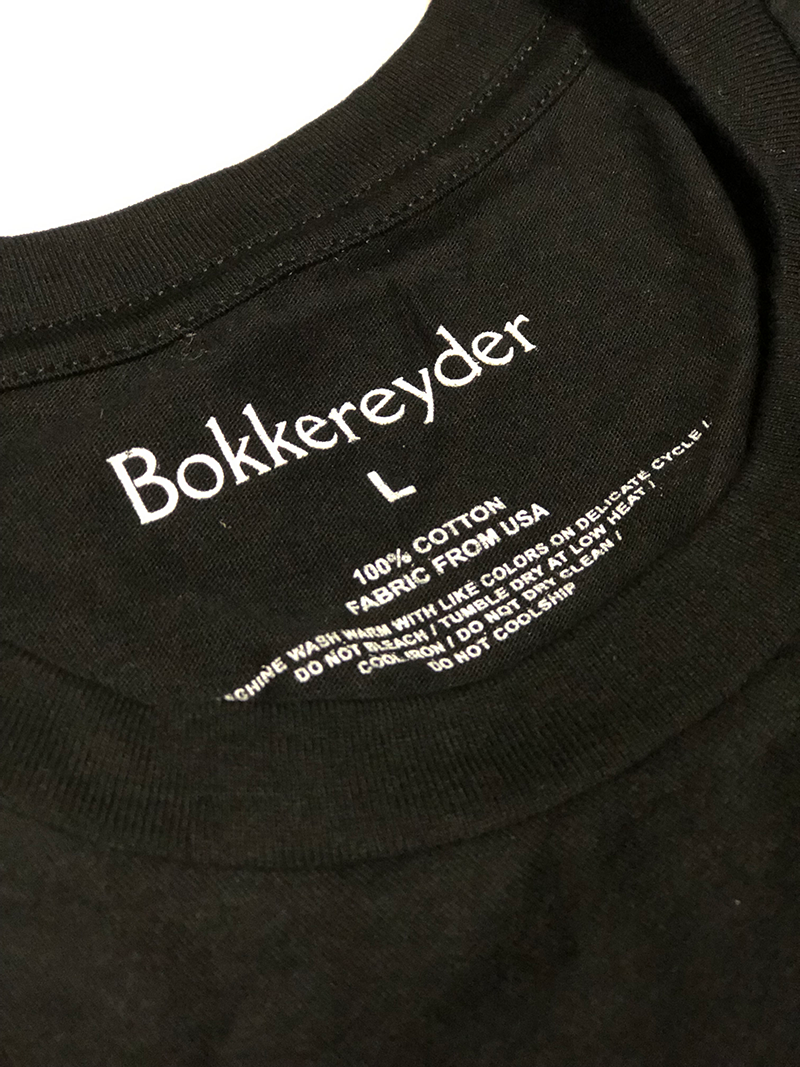 Bokkereyder
L
100% COTTON
FABRIC FROM USA
WASH WARM WITH LIKE COLORS ON DELICATE CYCLE /
DO NOT BLEACH / TUMBLE DRY AT LOW HEAT /
COOL IRON / DO NOT DRY CLEAN /
DO NOT COOLSHIP